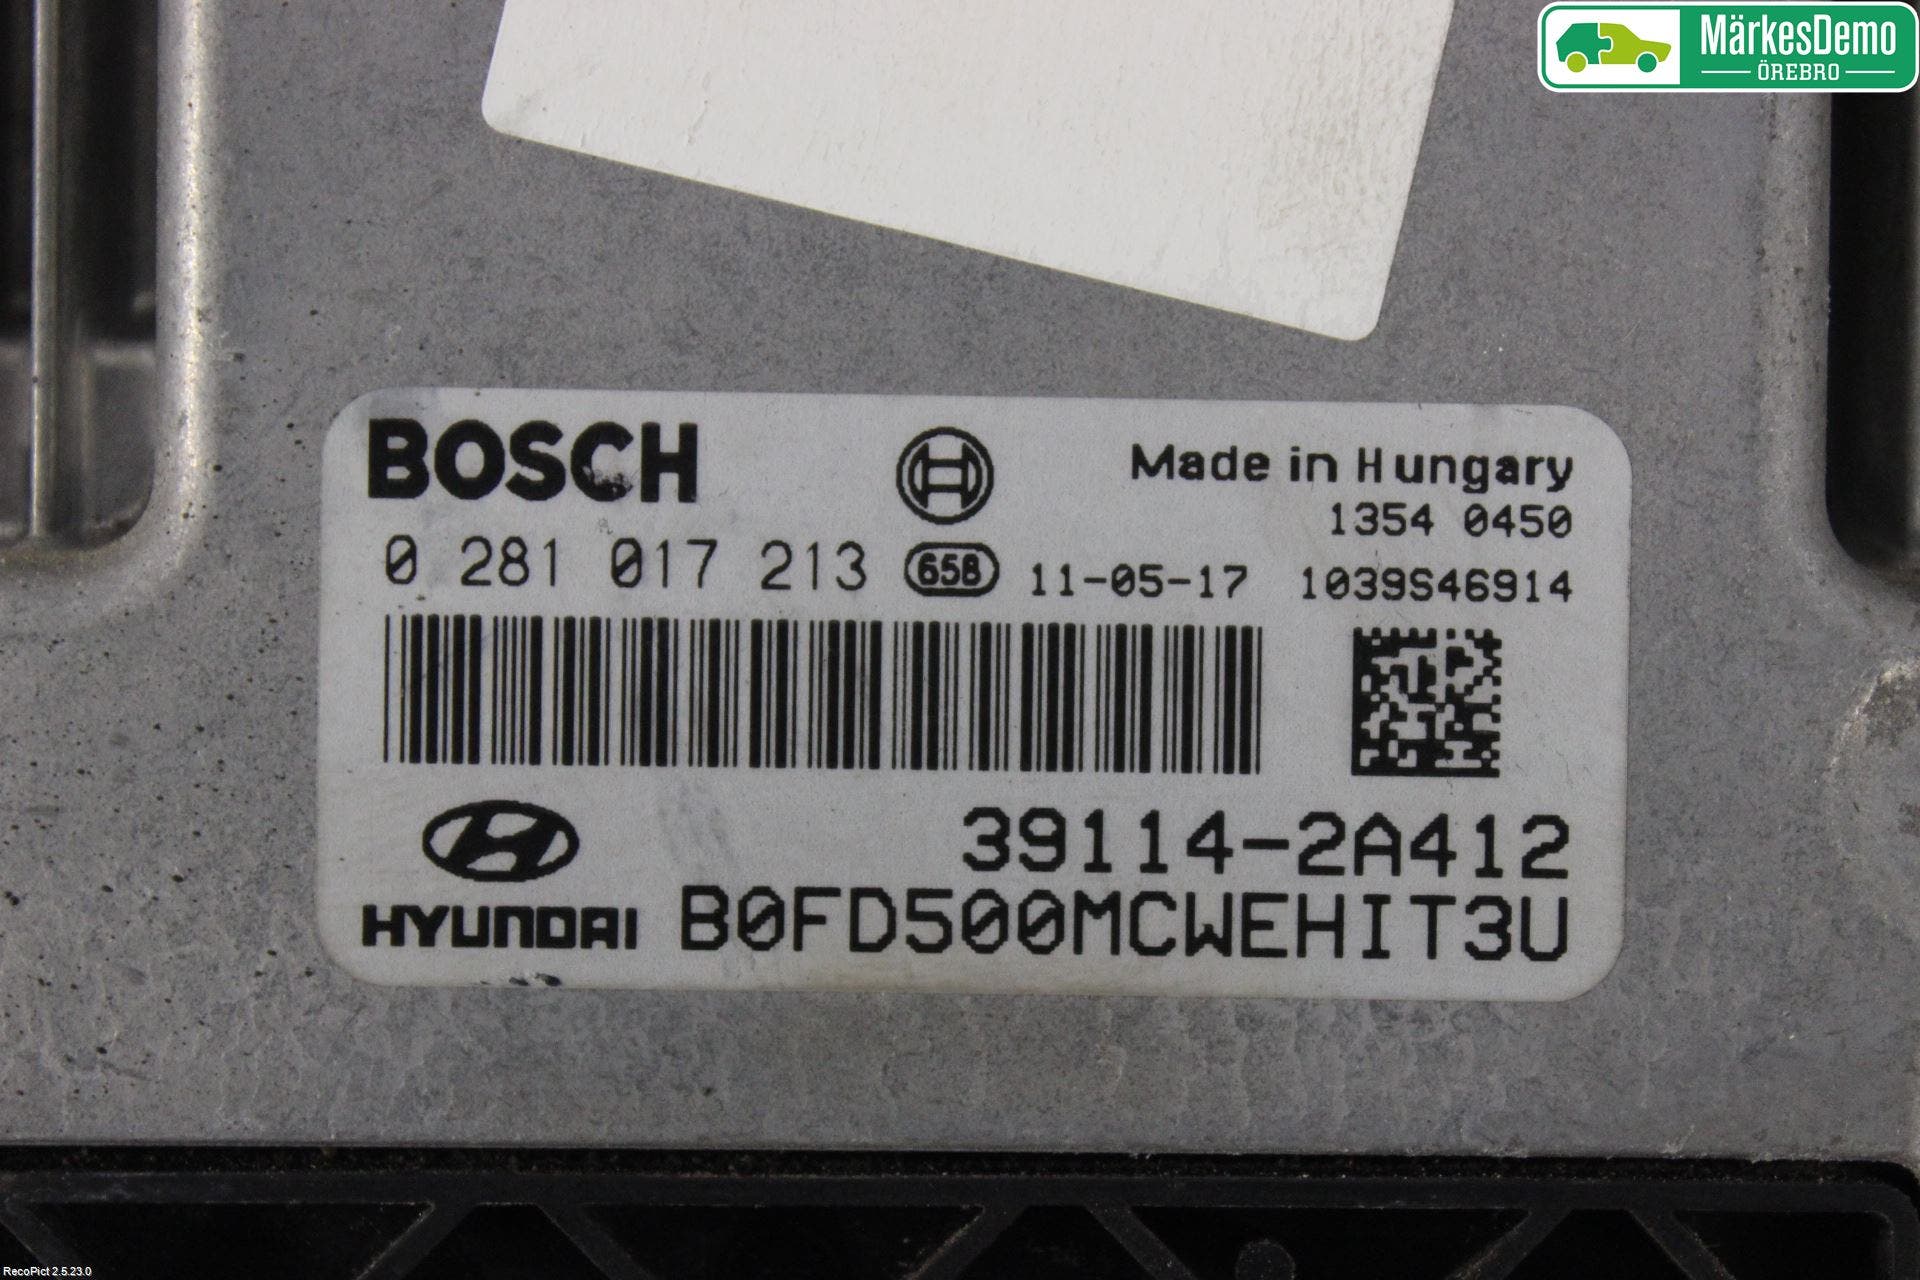 MärkesDemo
ÖREBRO
BOSCH
Made in Hungary
1354 0450
0 281 017 213 658 11-05-17 1039S46914
39114-2A412
HYUNDAI B0FD500MCWEHIT3U
RecoPict 2.5.23.0